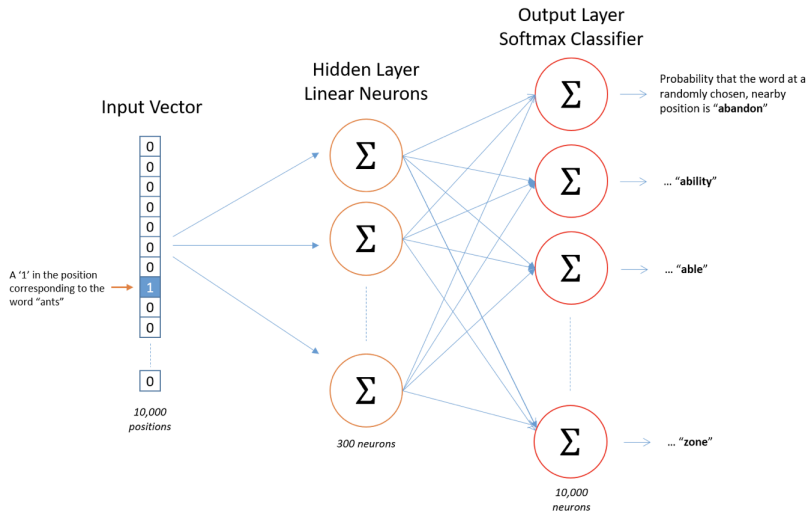 Output Layer
Softmax Classifier
Hidden Layer
Linear Neurons
Input Vector
Probability that the word at a
randomly chosen, nearby
position is “abandon”
… “ability”
… “able”
… “zone”
A ‘1’ in the position
corresponding to the
word “ants”
0
0
0
0
0
0
0
1
0
0
0
10,000
positions
Σ
Σ
Σ
300 neurons
Σ
Σ
Σ
Σ
10,000
neurons